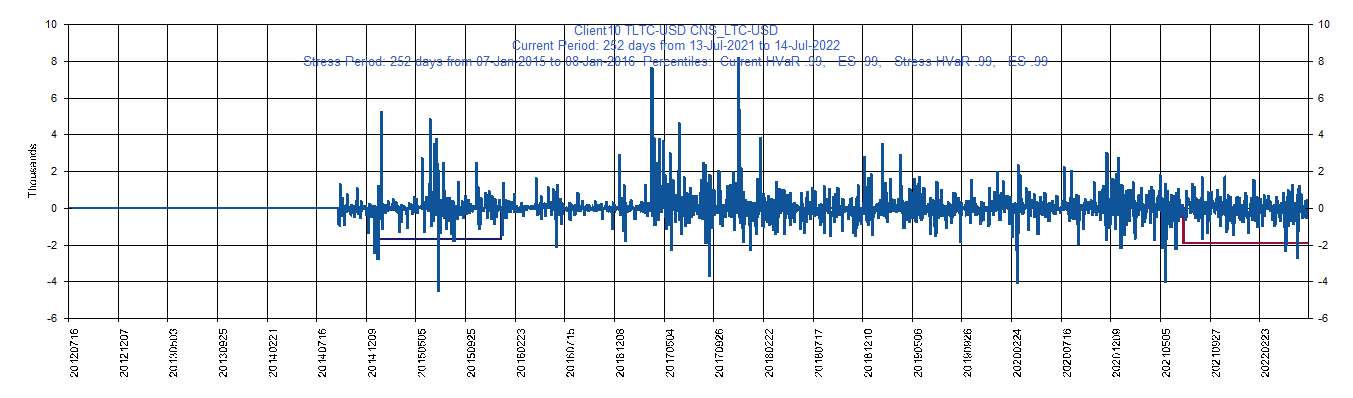 Client10 TLTC-USD CNS_LTC-USD
Current Period: 252 days from 13-Jul-2021 to 14-Jul-2022
Stress Period: 252 days from 07-Jan-2015 to 08-Jan-2016 Percentiles: Current HVaR .99, ES .99, Stress HVaR .99, ES .99
10 10
8 8
6 6
4 4
2 2
0 0
-2 -2
-4 -4
-6 -6
Thousands
20120716 20121207 20130503 20130925 20140221 20140716 20141209 20150505 20150925 20160223 20160715 20161208 20170504 20170926 20180222 20180717 20181210 20190506 20190926 20200224 20200716 20201209 20210505 20210927 20220223